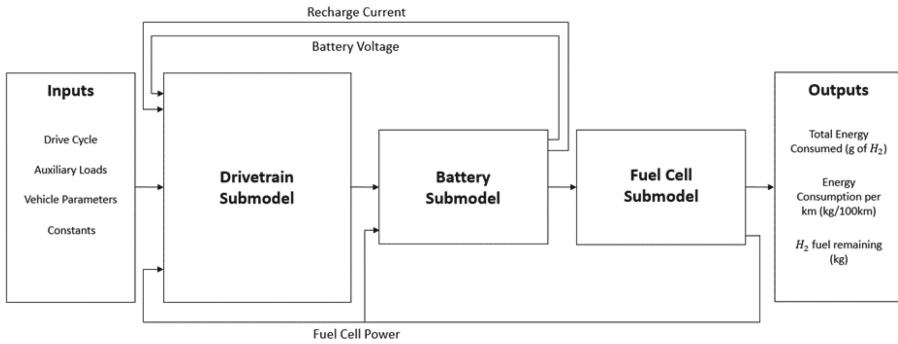 Recharge Current
Battery Voltage
Inputs
Drive Cycle
Auxiliary Loads
Vehicle Parameters
Constants
Drivetrain
Submodel
Battery
Submodel
Fuel Cell
Submodel
Outputs
Total Energy
Consumed (g of H₂)
Energy
Consumption per
km (kg/100km)
H₂ fuel remaining
(kg)
Fuel Cell Power